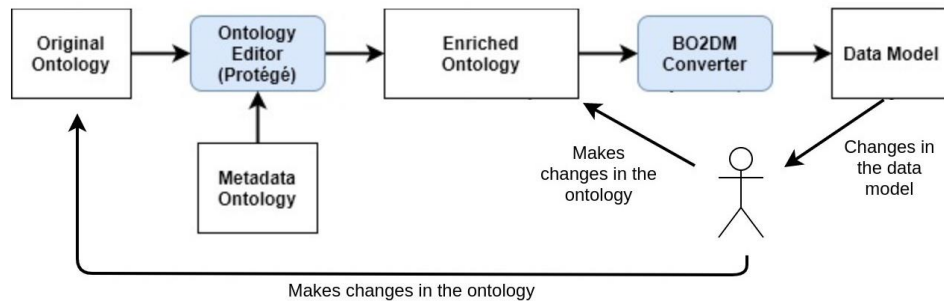 Original
Ontology
Ontology
Editor
(Protégé)
Enriched
Ontology
BO2DM
Converter
Data Model
Metadata
Ontology
Makes
changes in the
ontology
Changes in
the data
model
Makes changes in the ontology